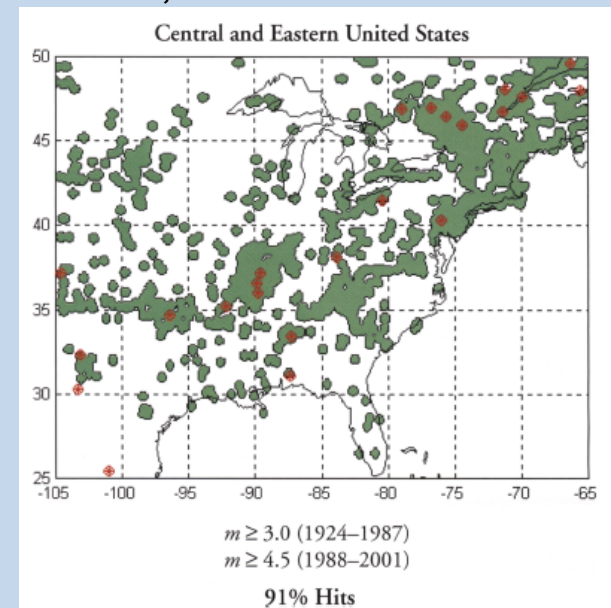 Central and Eastern United States
50
45
40
35
30
25
-105 -100 -95 -90 -85 -80 -75 -70 -65
m ≥ 3.0 (1924–1987)
m ≥ 4.5 (1988–2001)
91% Hits